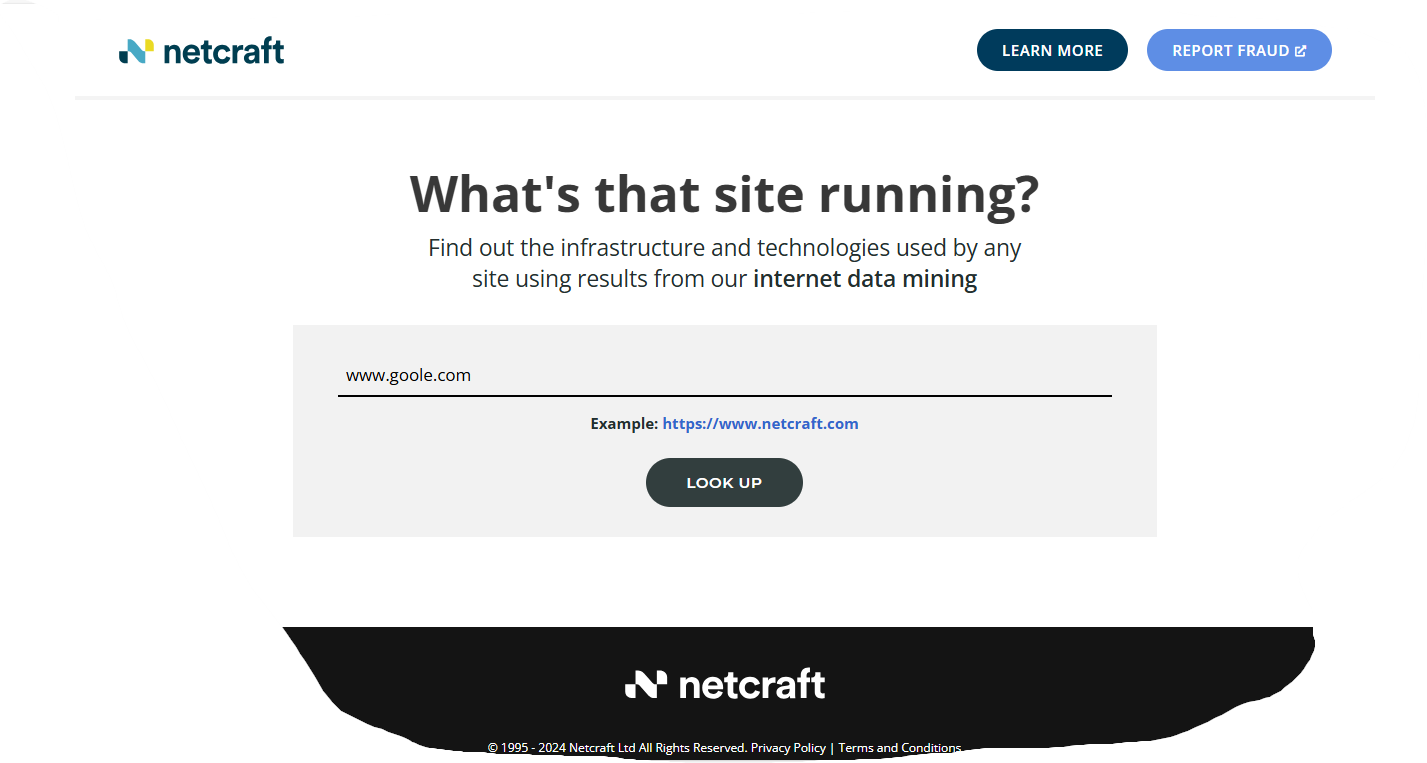 netcraft
LEARN MORE
REPORT FRAUD
What's that site running?
Find out the infrastructure and technologies used by any
site using results from our internet data mining
www.goole.com
Example: https://www.netcraft.com
LOOK UP
netcraft
© 1995 - 2024 Netcraft Ltd All Rights Reserved. Privacy Policy | Terms and Conditions